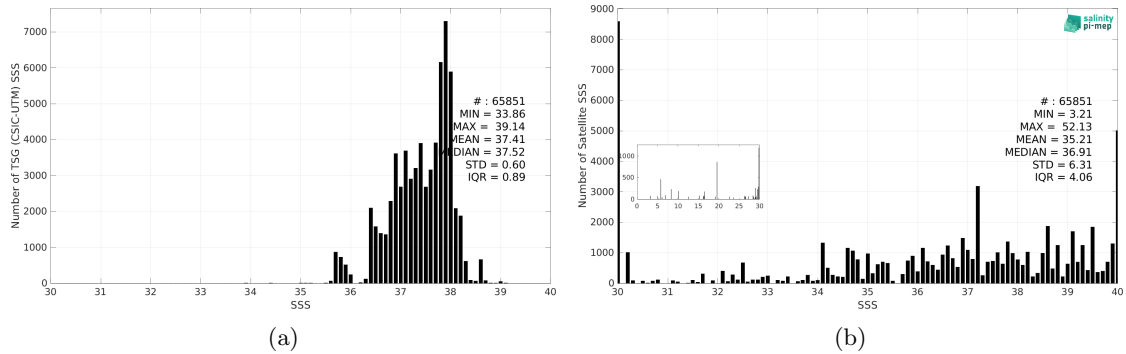 Number of TSG (CSIC-UTM) SSS
7000
6000
5000
4000
3000
2000
1000
0
# : 65851
MIN = 33.86
MAX = 39.14
MEAN = 37.41
MEDIAN = 37.52
STD = 0.60
IQR = 0.89
30 31 32 33 34 35 36 37 38 39 40
SSS
(a)
Number of Satellite SSS
9000
8000
7000
6000
5000
4000
3000
2000
1000
0
salinity
pi-mep
# : 65851
MIN = 3.21
MAX = 52.13
MEAN = 35.21
MEDIAN = 36.91
STD = 6.31
IQR = 4.06
1000
500
0
0 5 10 15 20 25 30
30 31 32 33 34 35 36 37 38 39 40
SSS
(b)